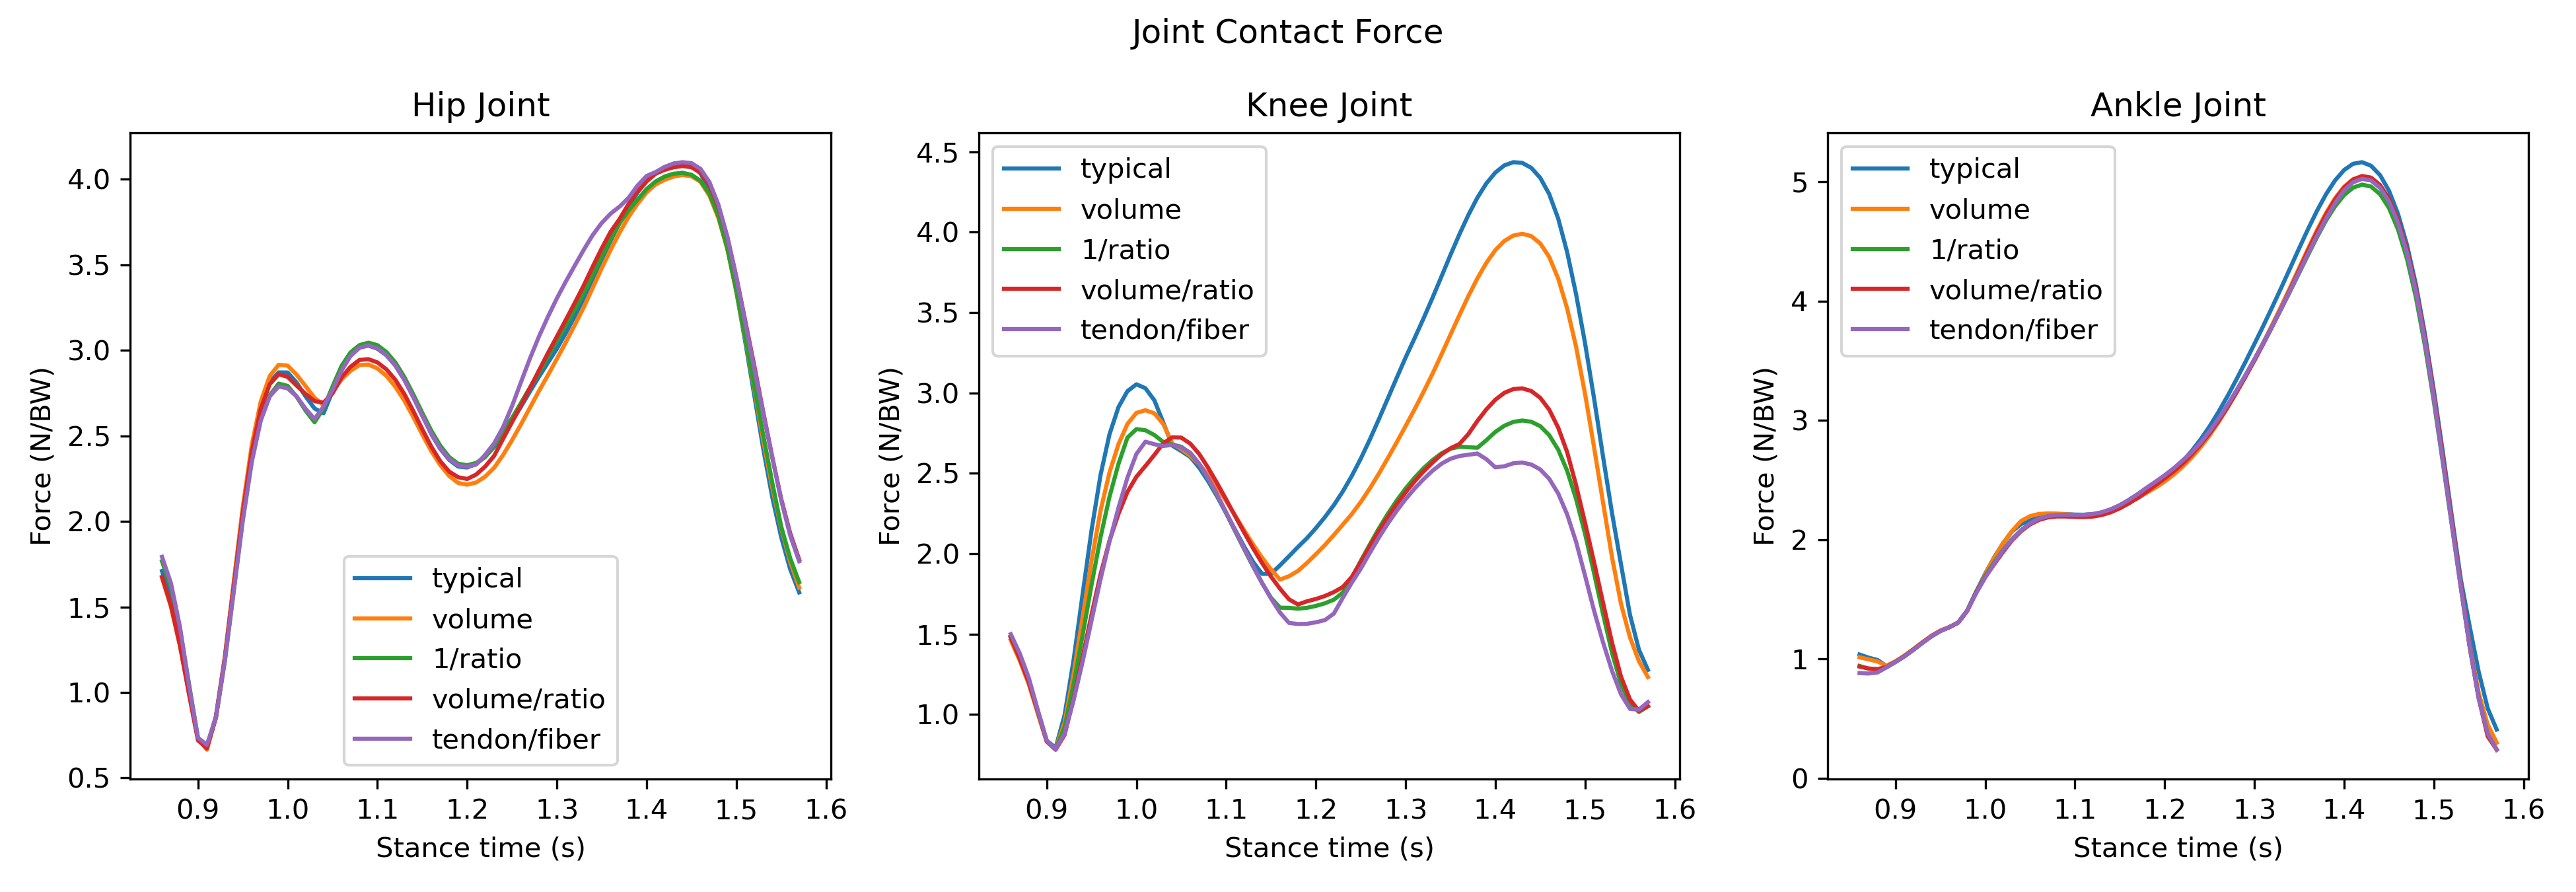 Joint Contact Force
Hip Joint
Force (N/BW)
4.0
3.5
3.0
2.5
2.0
1.5
1.0
0.5
typical
volume
1/ratio
volume/ratio
tendon/fiber
0.9 1.0 1.1 1.2 1.3 1.4 1.5 1.6
Stance time (s)
Knee Joint
Force (N/BW)
4.5
4.0
3.5
3.0
2.5
2.0
1.5
1.0
typical
volume
1/ratio
volume/ratio
tendon/fiber
0.9 1.0 1.1 1.2 1.3 1.4 1.5 1.6
Stance time (s)
Ankle Joint
Force (N/BW)
5
4
3
2
1
0
typical
volume
1/ratio
volume/ratio
tendon/fiber
0.9 1.0 1.1 1.2 1.3 1.4 1.5 1.6
Stance time (s)